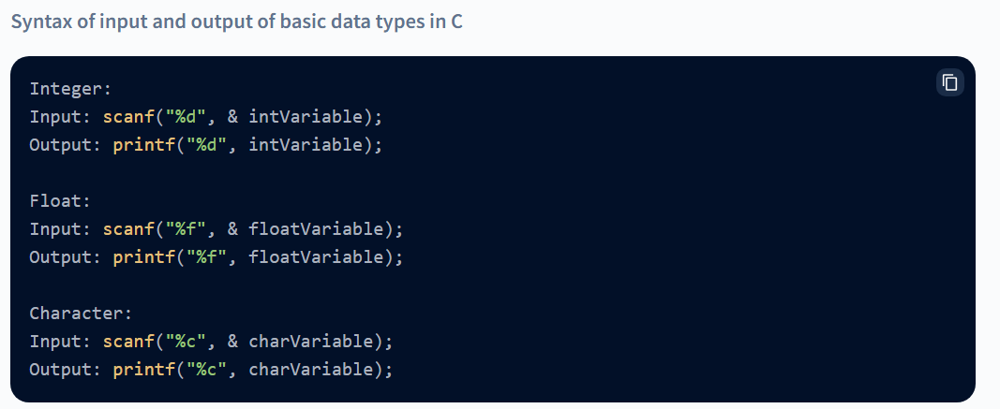 Syntax of input and output of basic data types in C
Integer:
Input: scanf("%d", & intVariable);
Output: printf("%d", intVariable);
Float:
Input: scanf("%f", & floatVariable);
Output: printf("%f", floatVariable);
Character:
Input: scanf("%c", & charVariable);
Output: printf("%c", charVariable);